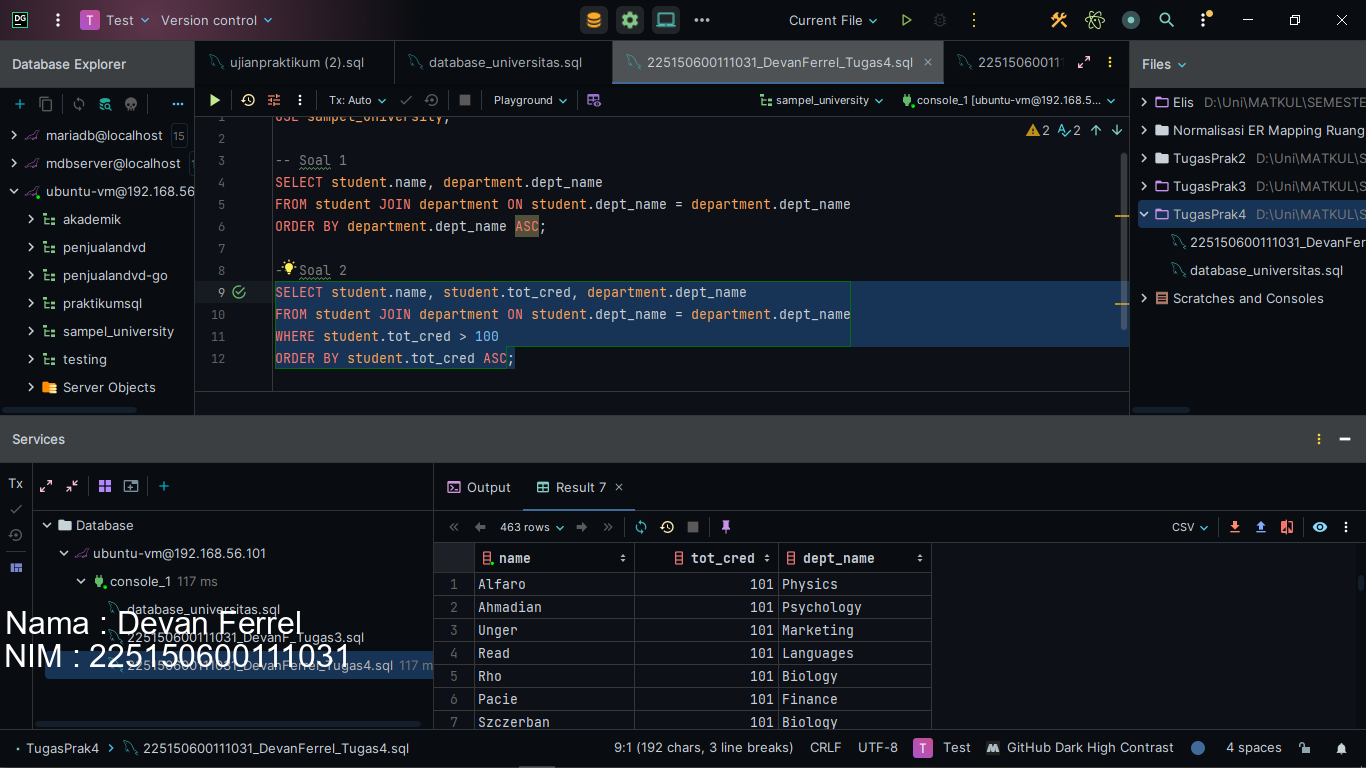 DG
T Test
Version control
Current File
Database Explorer
ujianpraktikum (2).sql
database_universitas.sql
225150600111031_DevanFerrel_Tugas4.sql
22515060011
Files
Tx: Auto
Playground
sampel_university
console_1 [ubuntu-vm@192.168.5...
mariadb@localhost 15
mdbserver@localhost
ubuntu-vm@192.168.56
akademik
penjualandvd
penjualandvd-go
praktikumsql
sampel_university
testing
Server Objects
2 2
1 USE sampel_university;
2
3 -- Soal 1
4 SELECT student.name, department.dept_name
5 FROM student JOIN department ON student.dept_name = department.dept_name
6 ORDER BY department.dept_name ASC;
7
8 -- Soal 2
9 SELECT student.name, student.tot_cred, department.dept_name
10 FROM student JOIN department ON student.dept_name = department.dept_name
11 WHERE student.tot_cred > 100
12 ORDER BY student.tot_cred ASC;
Elis D:\Uni\MATKUL\SEMESTE
Normalisasi ER Mapping Ruang
TugasPrak2 D:\Uni\MATKUL\S
TugasPrak3 D:\Uni\MATKUL\S
TugasPrak4 D:\Uni\MATKUL\S
225150600111031_DevanFer
database_universitas.sql
Scratches and Consoles
Services
Tx
Database
ubuntu-vm@192.168.56.101
console_1 117 ms
database_universitas.sql
225150600111031_DevanF_Tugas3.sql
225150600111031_DevanFerrel_Tugas4.sql 117 m
Nama : Devan Ferrel
NIM : 225150600111031
Output
Result 7
463 rows
CSV
name tot_cred dept_name
1 Alfaro 101 Physics
2 Ahmadian 101 Psychology
3 Unger 101 Marketing
4 Read 101 Languages
5 Rho 101 Biology
6 Pacie 101 Finance
7 Szczerban 101 Biology
TugasPrak4
225150600111031_DevanFerrel_Tugas4.sql
9:1 (192 chars, 3 line breaks)
CRLF
UTF-8
T Test
GitHub Dark High Contrast
4 spaces